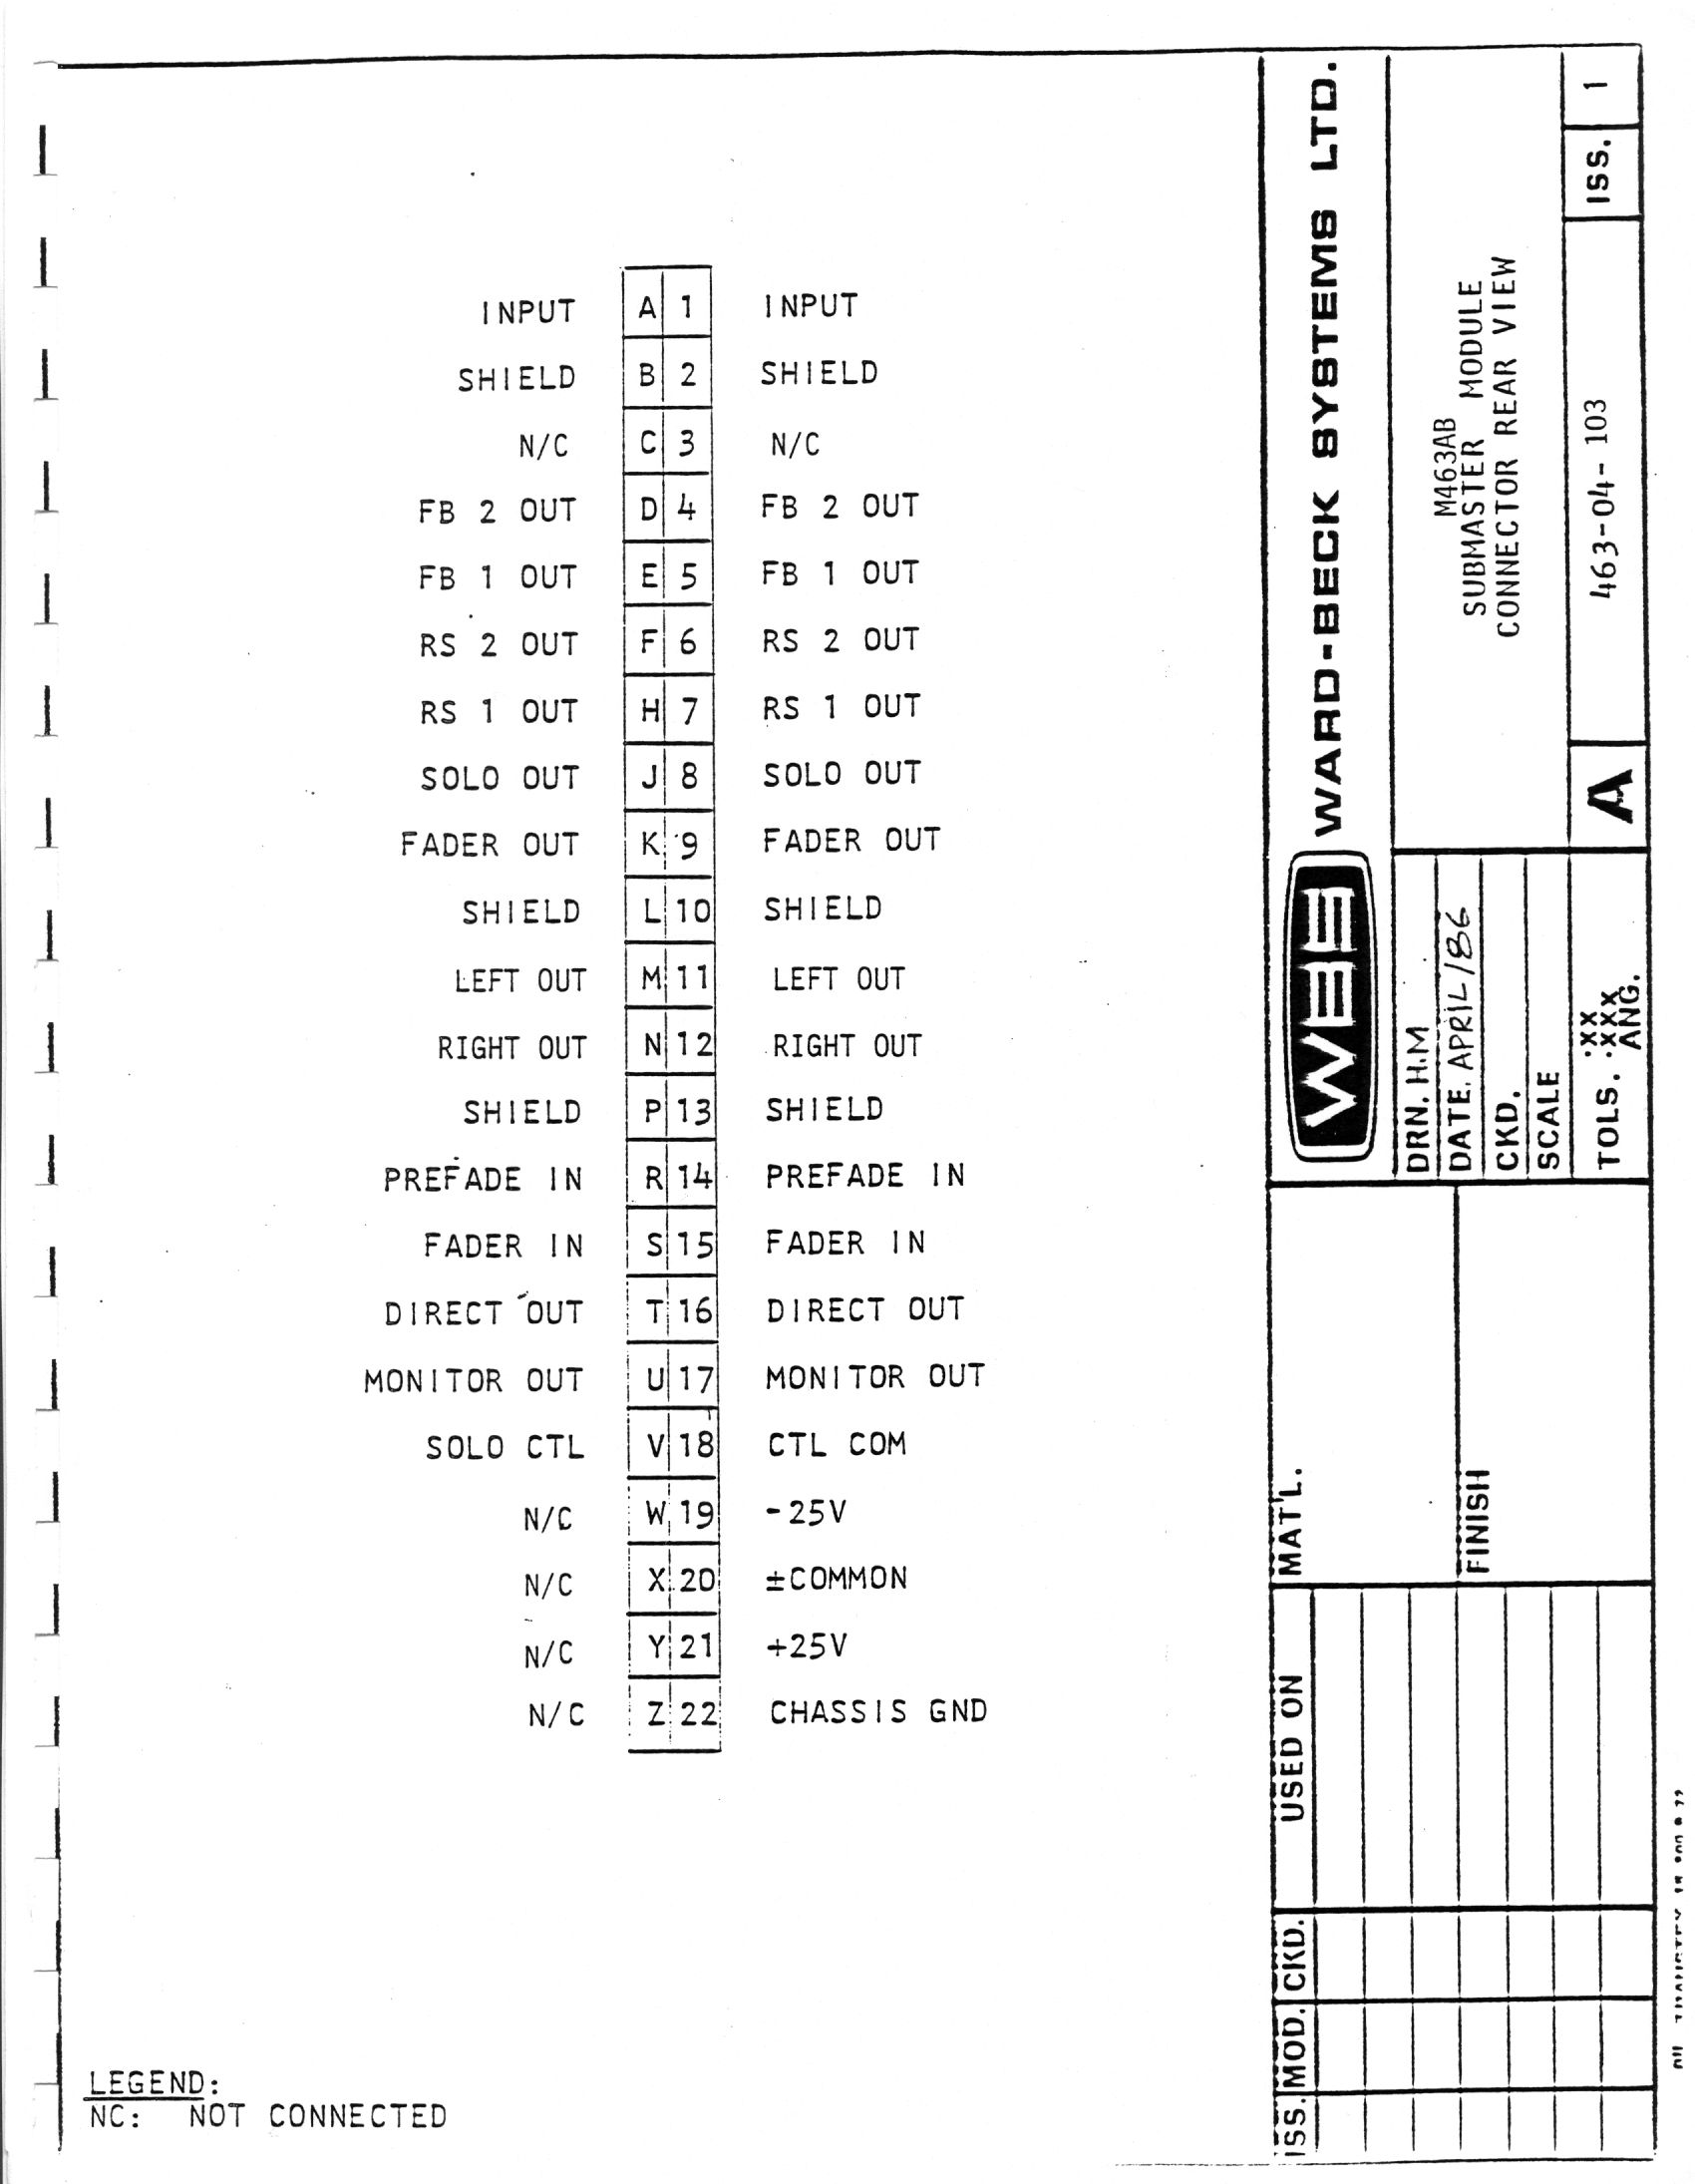 INPUT A 1 INPUT
SHIELD B 2 SHIELD
N/C C 3 N/C
FB 2 OUT D 4 FB 2 OUT
FB 1 OUT E 5 FB 1 OUT
RS 2 OUT F 6 RS 2 OUT
RS 1 OUT H 7 RS 1 OUT
SOLO OUT J 8 SOLO OUT
FADER OUT K 9 FADER OUT
SHIELD L 10 SHIELD
LEFT OUT M 11 LEFT OUT
RIGHT OUT N 12 RIGHT OUT
SHIELD P 13 SHIELD
PREFADE IN R 14 PREFADE IN
FADER IN S 15 FADER IN
DIRECT OUT T 16 DIRECT OUT
MONITOR OUT U 17 MONITOR OUT
SOLO CTL V 18 CTL COM
N/C W 19 -25V
N/C X 20 ±COMMON
N/C Y 21 +25V
N/C Z 22 CHASSIS GND
LEGEND:
NC: NOT CONNECTED
ISS. MOD. CKD. USED ON
MAT'L.
FINISH
WBS WARD-BECK SYSTEMS LTD.
DRN. H.M
DATE. APRIL/86
CKD.
SCALE
TOLS. .XX
.XXX
ANG.
M463AB
SUBMASTER MODULE
CONNECTOR REAR VIEW
A 463-04-103 ISS. 1